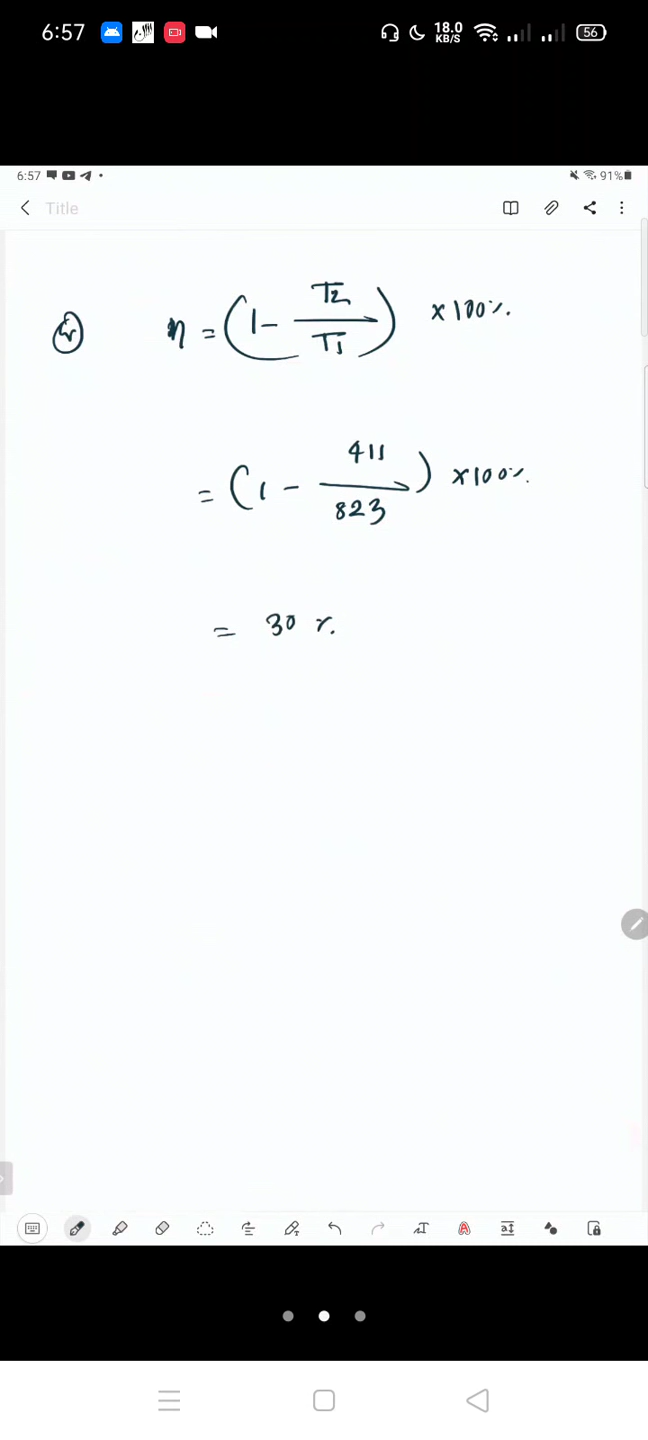 6:57 18.0 KB/S 56
6:57 91%
Title
η = (1 - T2/T1) ×100%.
= (1 - 411/823) ×100%.
= 30 %.